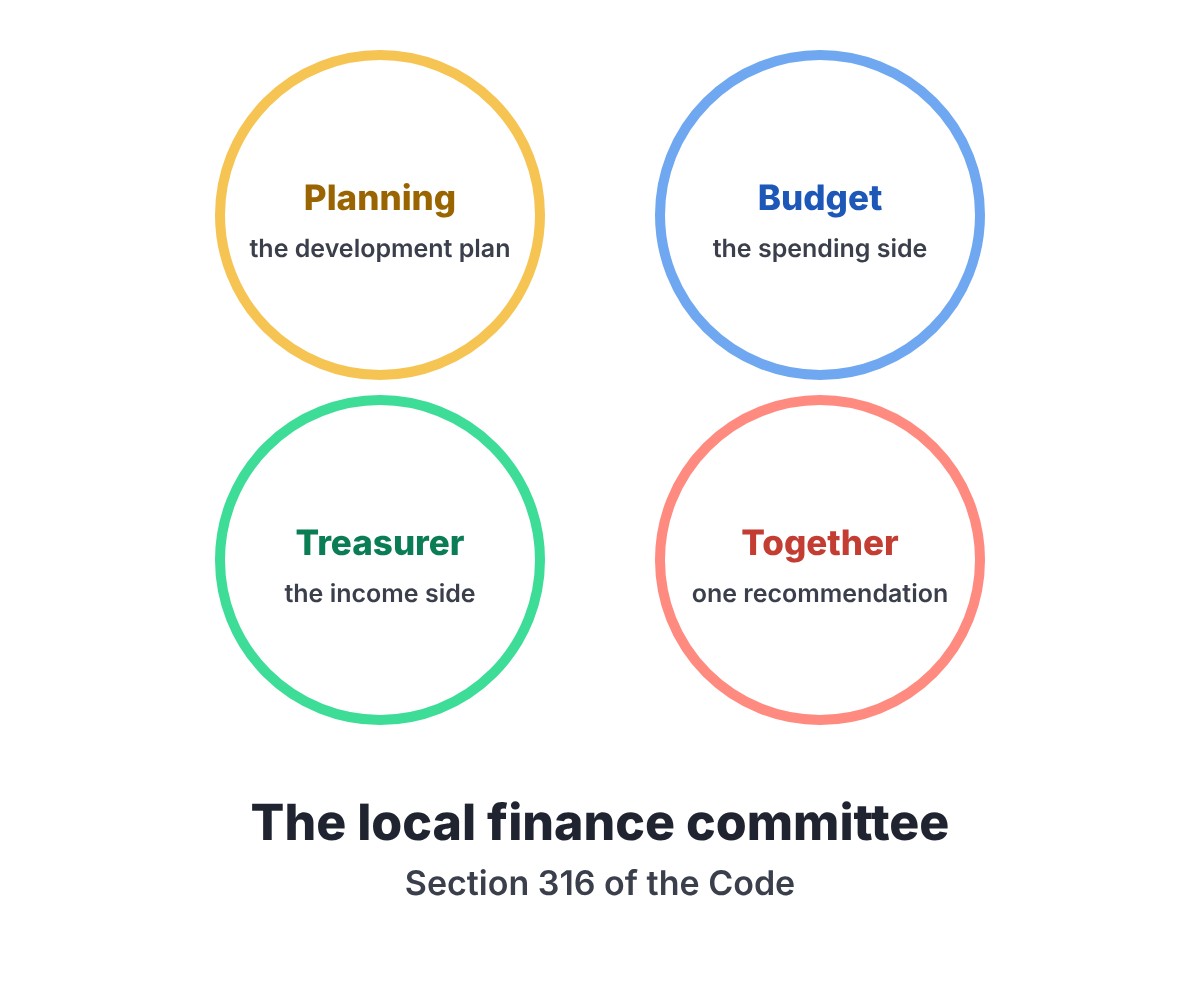 Planning
the development plan
Budget
the spending side
Treasurer
the income side
Together
one recommendation
The local finance committee
Section 316 of the Code